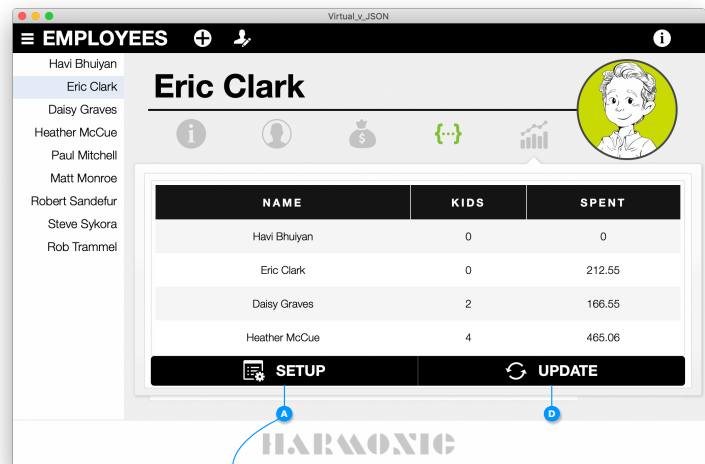 Virtual_v_JSON
EMPLOYEES
i
Havi Bhuiyan
Eric Clark
Daisy Graves
Heather McCue
Paul Mitchell
Matt Monroe
Robert Sandefur
Steve Sykora
Rob Trammel
Eric Clark
i $ {···}
NAME KIDS SPENT
Havi Bhuiyan 0 0
Eric Clark 0 212.55
Daisy Graves 2 166.55
Heather McCue 4 465.06
SETUP UPDATE
A D
HARMONIC